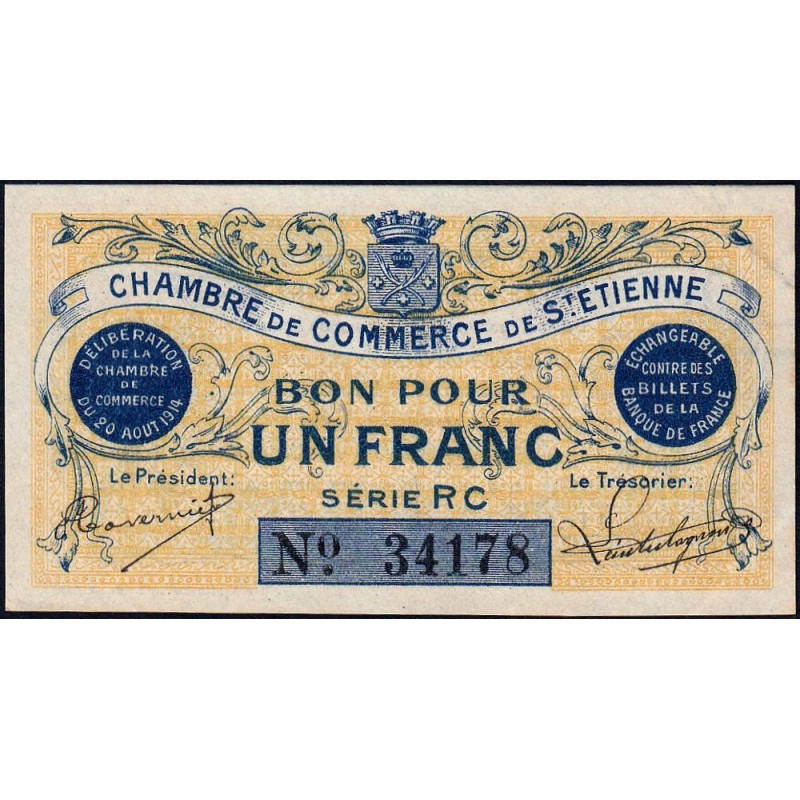 CHAMBRE DE COMMERCE DE ST ETIENNE
DÉLIBÉRATION
DE LA
CHAMBRE
DE
COMMERCE
DU 20 AOUT 1914
BON POUR
UN FRANC
SÉRIE RC
ÉCHANGEABLE
CONTRE DES
BILLETS
DE LA
BANQUE DE FRANCE
Le Président:
Le Trésorier:
No. 34178